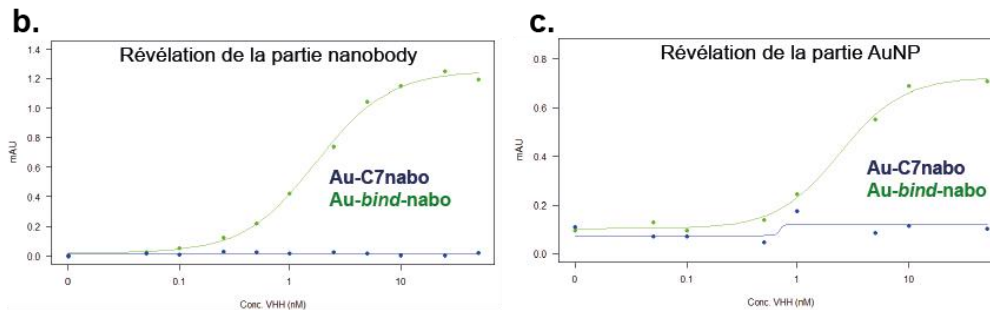 b.
Révélation de la partie nanobody
1.4
1.2
1.0
0.8
0.6
0.4
0.2
0.0
mAU
Au-C7nabo
Au-bind-nabo
0
0.1
1
10
Conc. VHH (nM)
c.
Révélation de la partie AuNP
0.8
0.6
0.4
0.2
0.0
mAU
Au-C7nabo
Au-bind-nabo
0
0.1
1
10
Conc. VHH (nM)